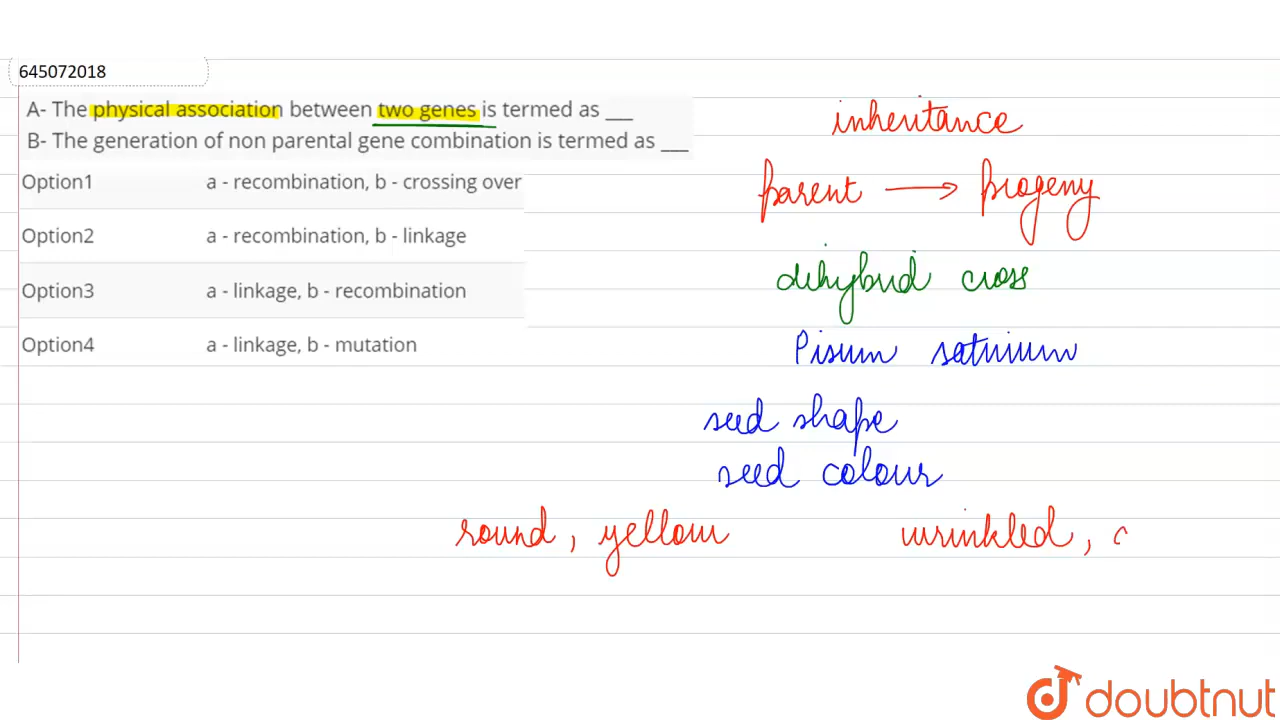 645072018
A- The physical association between two genes is termed as ___
B- The generation of non parental gene combination is termed as ___
Option1 a - recombination, b - crossing over
Option2 a - recombination, b - linkage
Option3 a - linkage, b - recombination
Option4 a - linkage, b - mutation
inheritance
parent → progeny
dihybrid cross
Pisum sativum
seed shape
seed colour
round, yellow wrinkled,
doubtnut